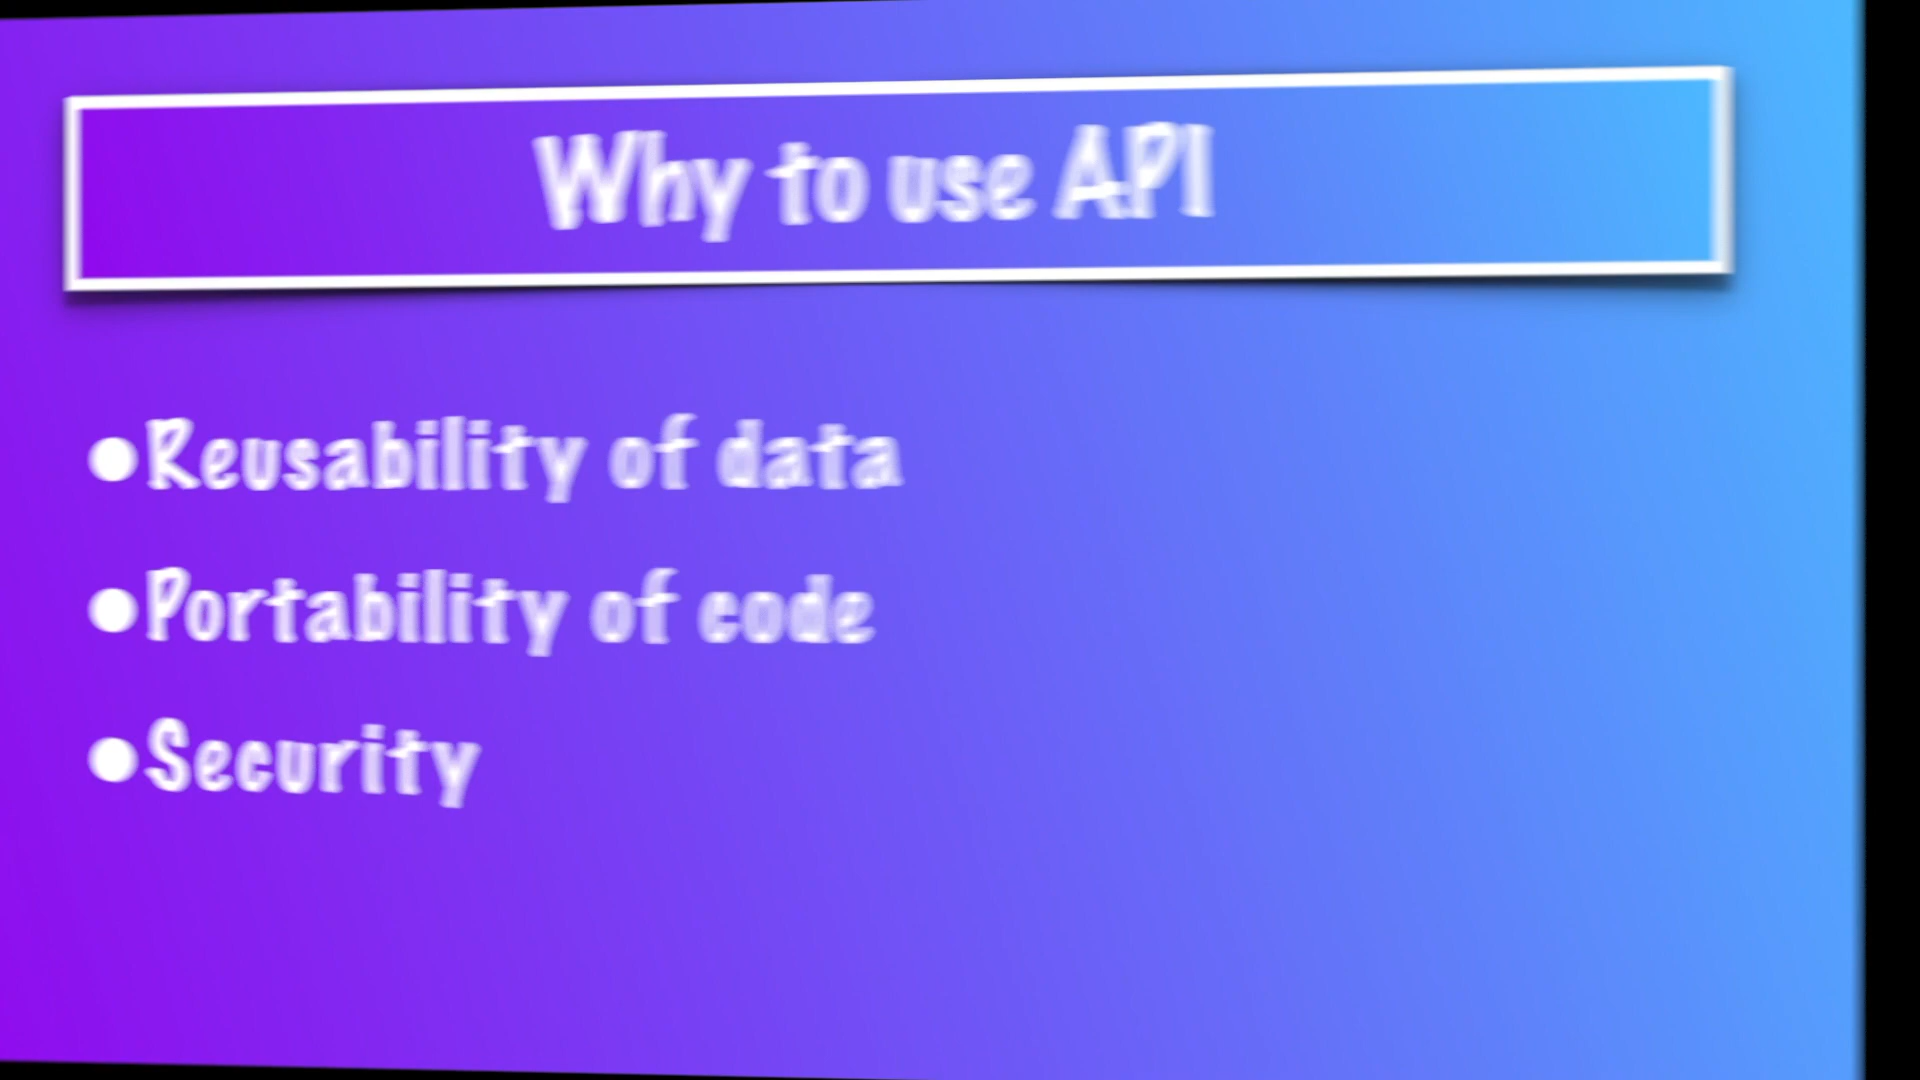 Why to use API
•Reusability of data
•Portability of code
•Security